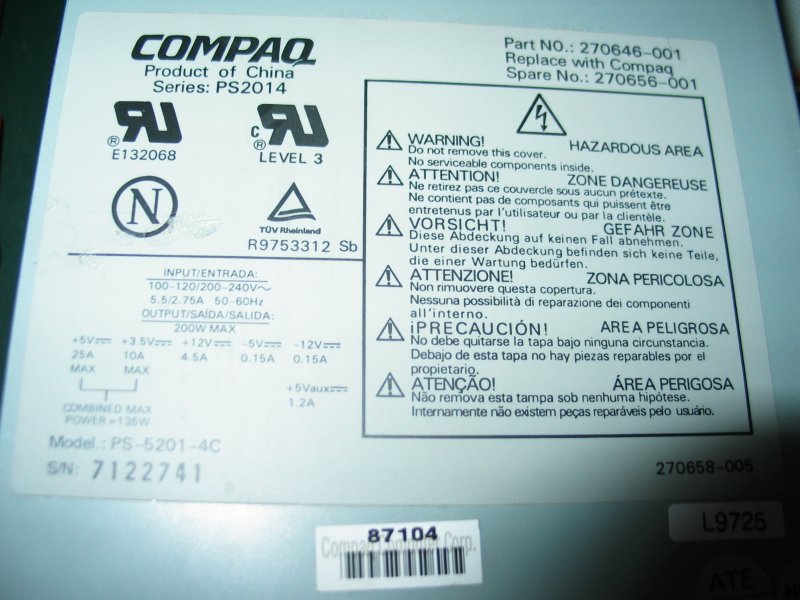 COMPAQ
Product of China
Series: PS2014
Part NO.: 270646-001
Replace with Compaq
Spare No.: 270656-001
® E132068
C ® LEVEL 3
N
TÜV Rheinland
R9753312 Sb
INPUT/ENTRADA:
100-120/200-240V~
5.5/2.75A 50-60Hz
OUTPUT/SAÍDA/SALIDA:
200W MAX
+5V⎓ +3.5V⎓ +12V⎓ -5V⎓ -12V⎓
25A 10A 4.5A 0.15A 0.15A
MAX MAX
+5Vaux⎓
1.2A
COMBINED MAX
POWER =135W
Model.: PS-5201-4C
S/N: 7122741
HAZARDOUS AREA
WARNING!
Do not remove this cover.
No serviceable components inside.
ATTENTION! ZONE DANGEREUSE
Ne retirez pas ce couvercle sous aucun prétexte.
Ne contient pas de composants qui puissent être
entretenus par l'utilisateur ou par la clientèle.
VORSICHT! GEFAHR ZONE
Diese Abdeckung auf keinen Fall abnehmen.
Unter dieser Abdeckung befinden sich keine Teile,
die einer Wartung bedürfen.
ATTENZIONE! ZONA PERICOLOSA
Non rimuovere questa copertura.
Nessuna possibilità di reparazione dei componenti
all'interno.
¡PRECAUCIÓN! AREA PELIGROSA
No debe quitarse la tapa bajo ninguna circunstancia.
Debajo de esta tapa no hay piezas reparables por el
propietario.
ATENÇÃO! ÁREA PERIGOSA
Não remova esta tampa sob nenhuma hipótese.
Internamente não existem peças reparáveis pelo usuário.
270658-005
L9725
87104
Compaq Computer Corp.
ATE